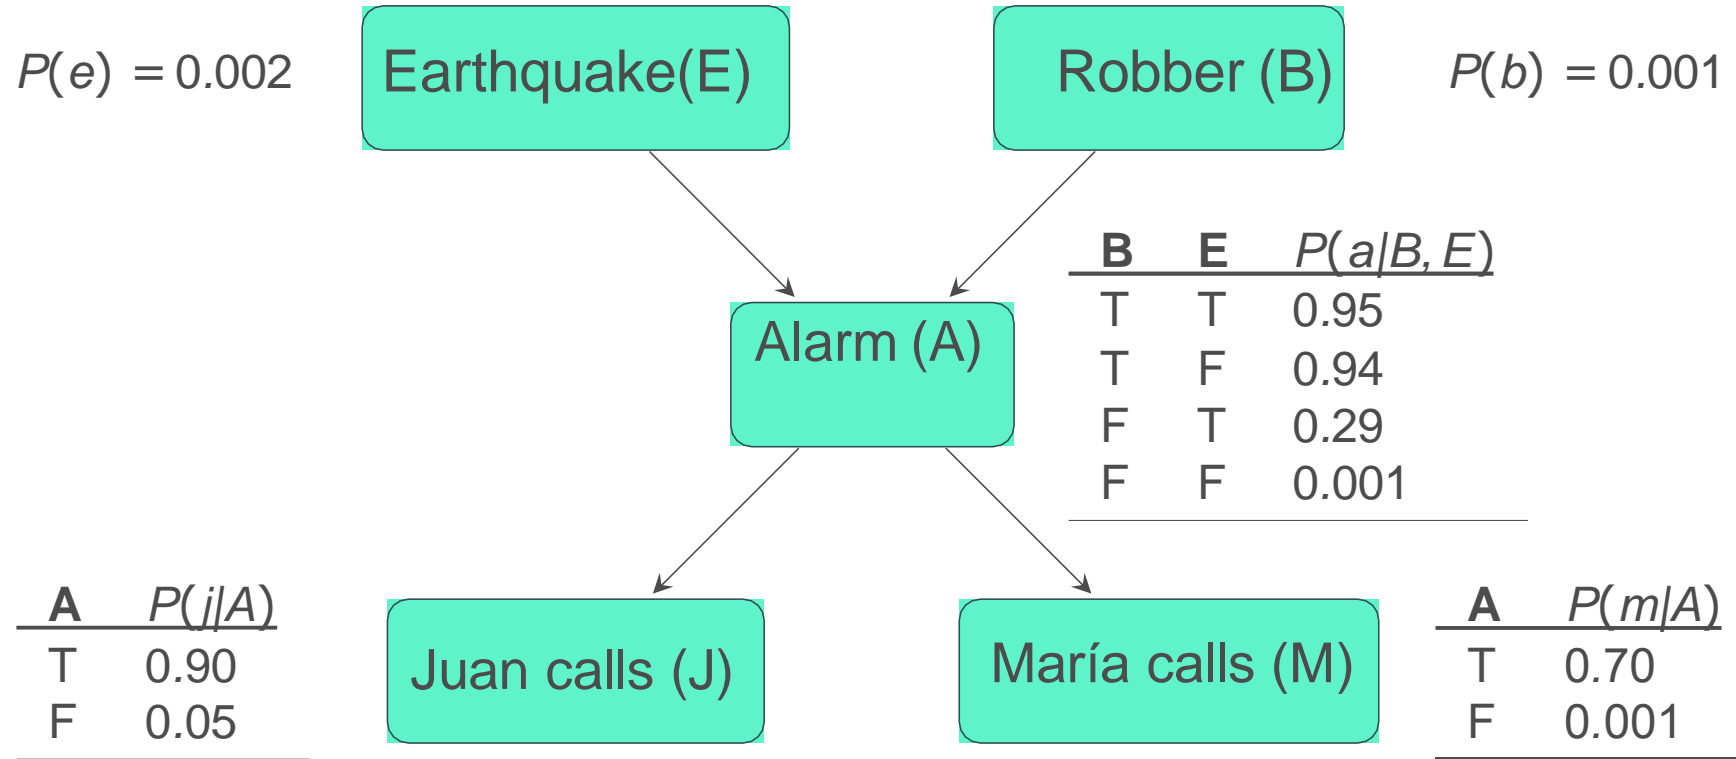 P(e) = 0.002
Earthquake(E)
Robber (B)
P(b) = 0.001
B E P(a|B, E)
T T 0.95
T F 0.94
F T 0.29
F F 0.001
Alarm (A)
A P(j|A)
T 0.90
F 0.05
Juan calls (J)
María calls (M)
A P(m|A)
T 0.70
F 0.001